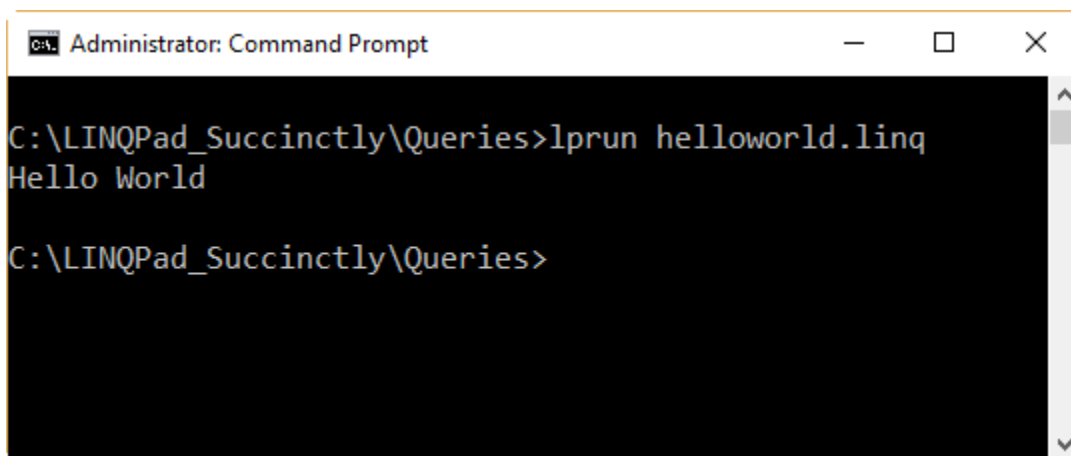 Administrator: Command Prompt
C:\LINQPad_Succinctly\Queries>lprun helloworld.linq
Hello World
C:\LINQPad_Succinctly\Queries>